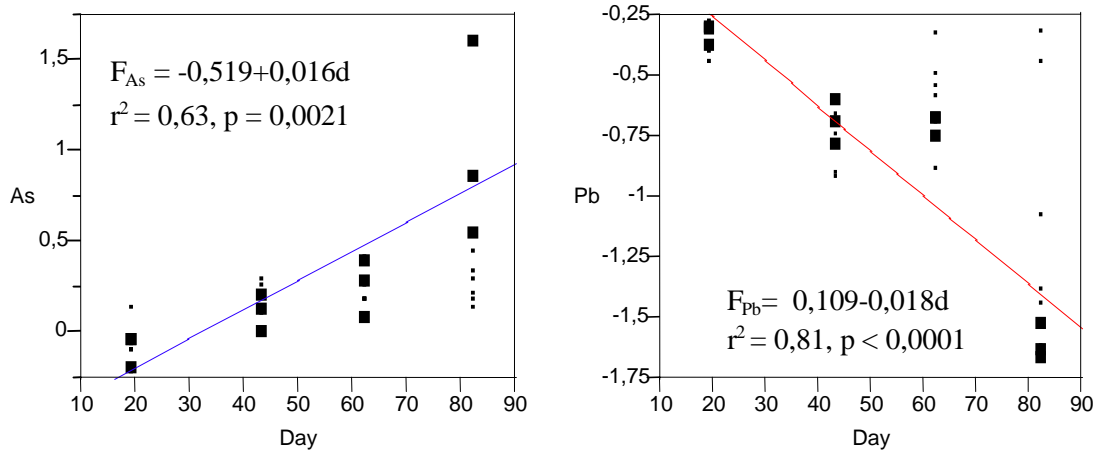 As
1,5
1
0,5
0
F_As = -0,519+0,016d
r² = 0,63, p = 0,0021
10 20 30 40 50 60 70 80 90
Day
Pb
-0,25
-0,5
-0,75
-1
-1,25
-1,5
-1,75
F_Pb= 0,109-0,018d
r² = 0,81, p < 0,0001
10 20 30 40 50 60 70 80 90
Day